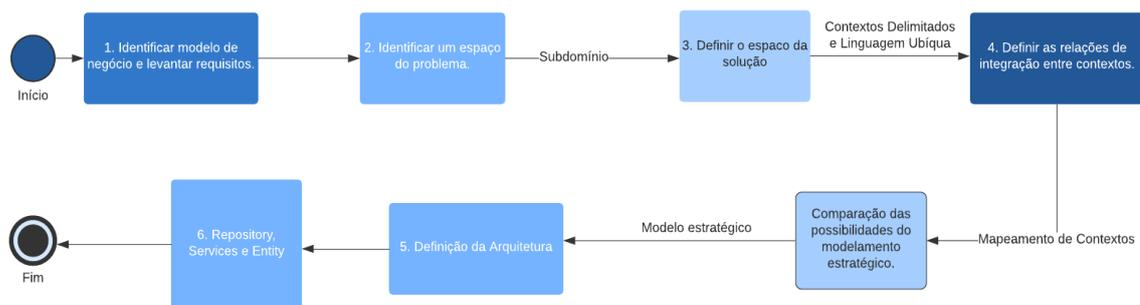 Início
1. Identificar modelo de
negócio e levantar requisitos.
2. Identificar um espaço
do problema.
Subdomínio
3. Definir o espaco da
solução
Contextos Delimitados
e Linguagem Ubíqua
4. Definir as relações de
integração entre contextos.
Mapeamento de Contextos
Comparação das
possibilidades do
modelamento
estratégico.
Modelo estratégico
5. Definição da Arquitetura
6. Repository,
Services e Entity
Fim